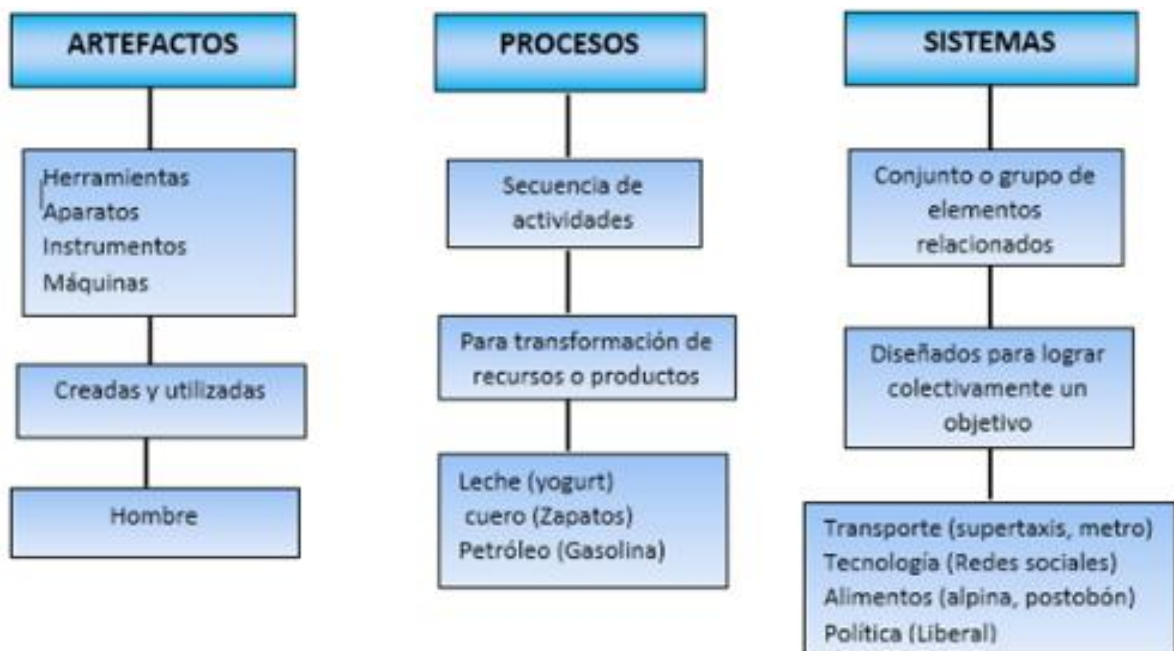 ARTEFACTOS
Herramientas
Aparatos
Instrumentos
Máquinas
Creadas y utilizadas
Hombre
PROCESOS
Secuencia de
actividades
Para transformación de
recursos o productos
Leche (yogurt)
cuero (Zapatos)
Petróleo (Gasolina)
SISTEMAS
Conjunto o grupo de
elementos
relacionados
Diseñados para lograr
colectivamente un
objetivo
Transporte (supertaxis, metro)
Tecnología (Redes sociales)
Alimentos (alpina, postobón)
Política (Liberal)